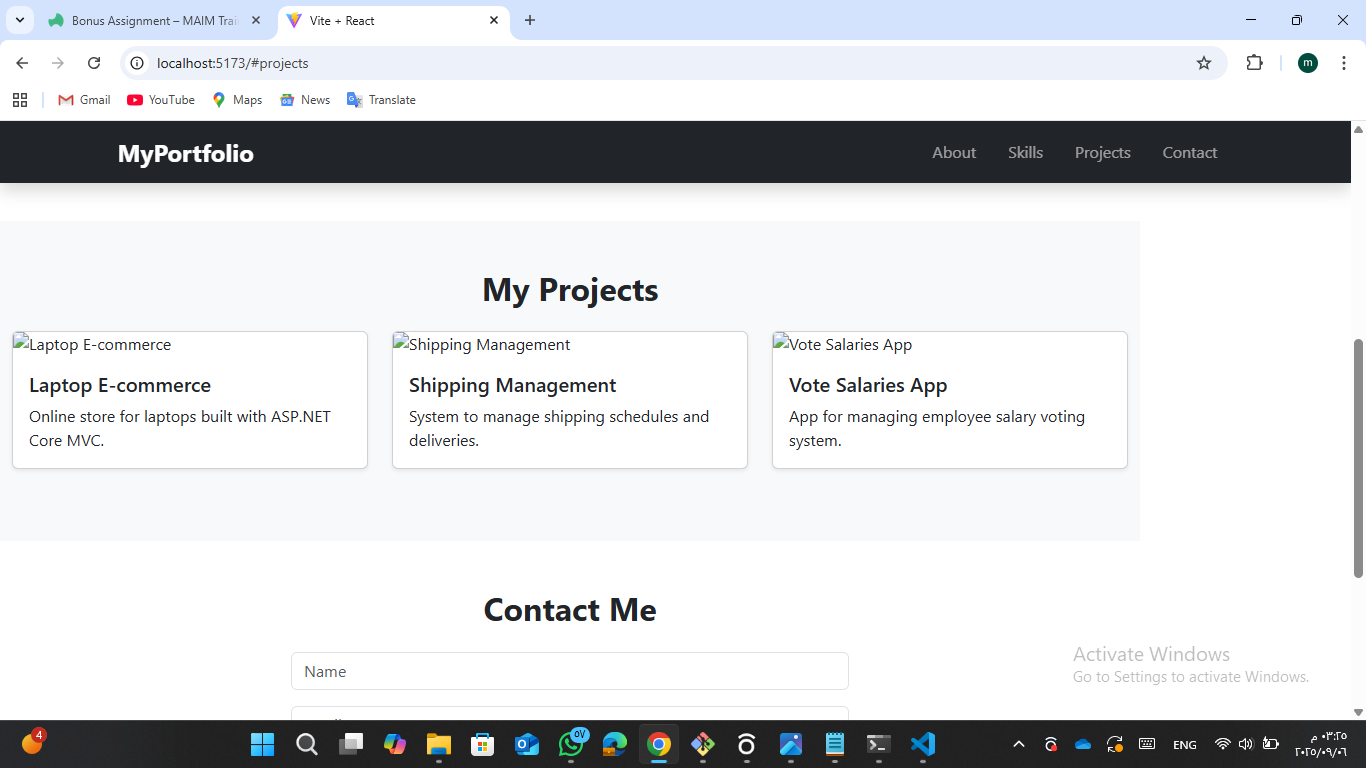 Bonus Assignment – MAIM Trai
Vite + React
localhost:5173/#projects
m
Gmail
YouTube
Maps
News
Translate
MyPortfolio
About
Skills
Projects
Contact
My Projects
Laptop E-commerce
Shipping Management
Vote Salaries App
Laptop E-commerce
Online store for laptops built with ASP.NET
Core MVC.
Shipping Management
System to manage shipping schedules and
deliveries.
Vote Salaries App
App for managing employee salary voting
system.
Contact Me
Name
Activate Windows
Go to Settings to activate Windows.
4
٥٧
ENG
٠٣:٢٥ م
٢٠٢٥/٠٩/٠٦